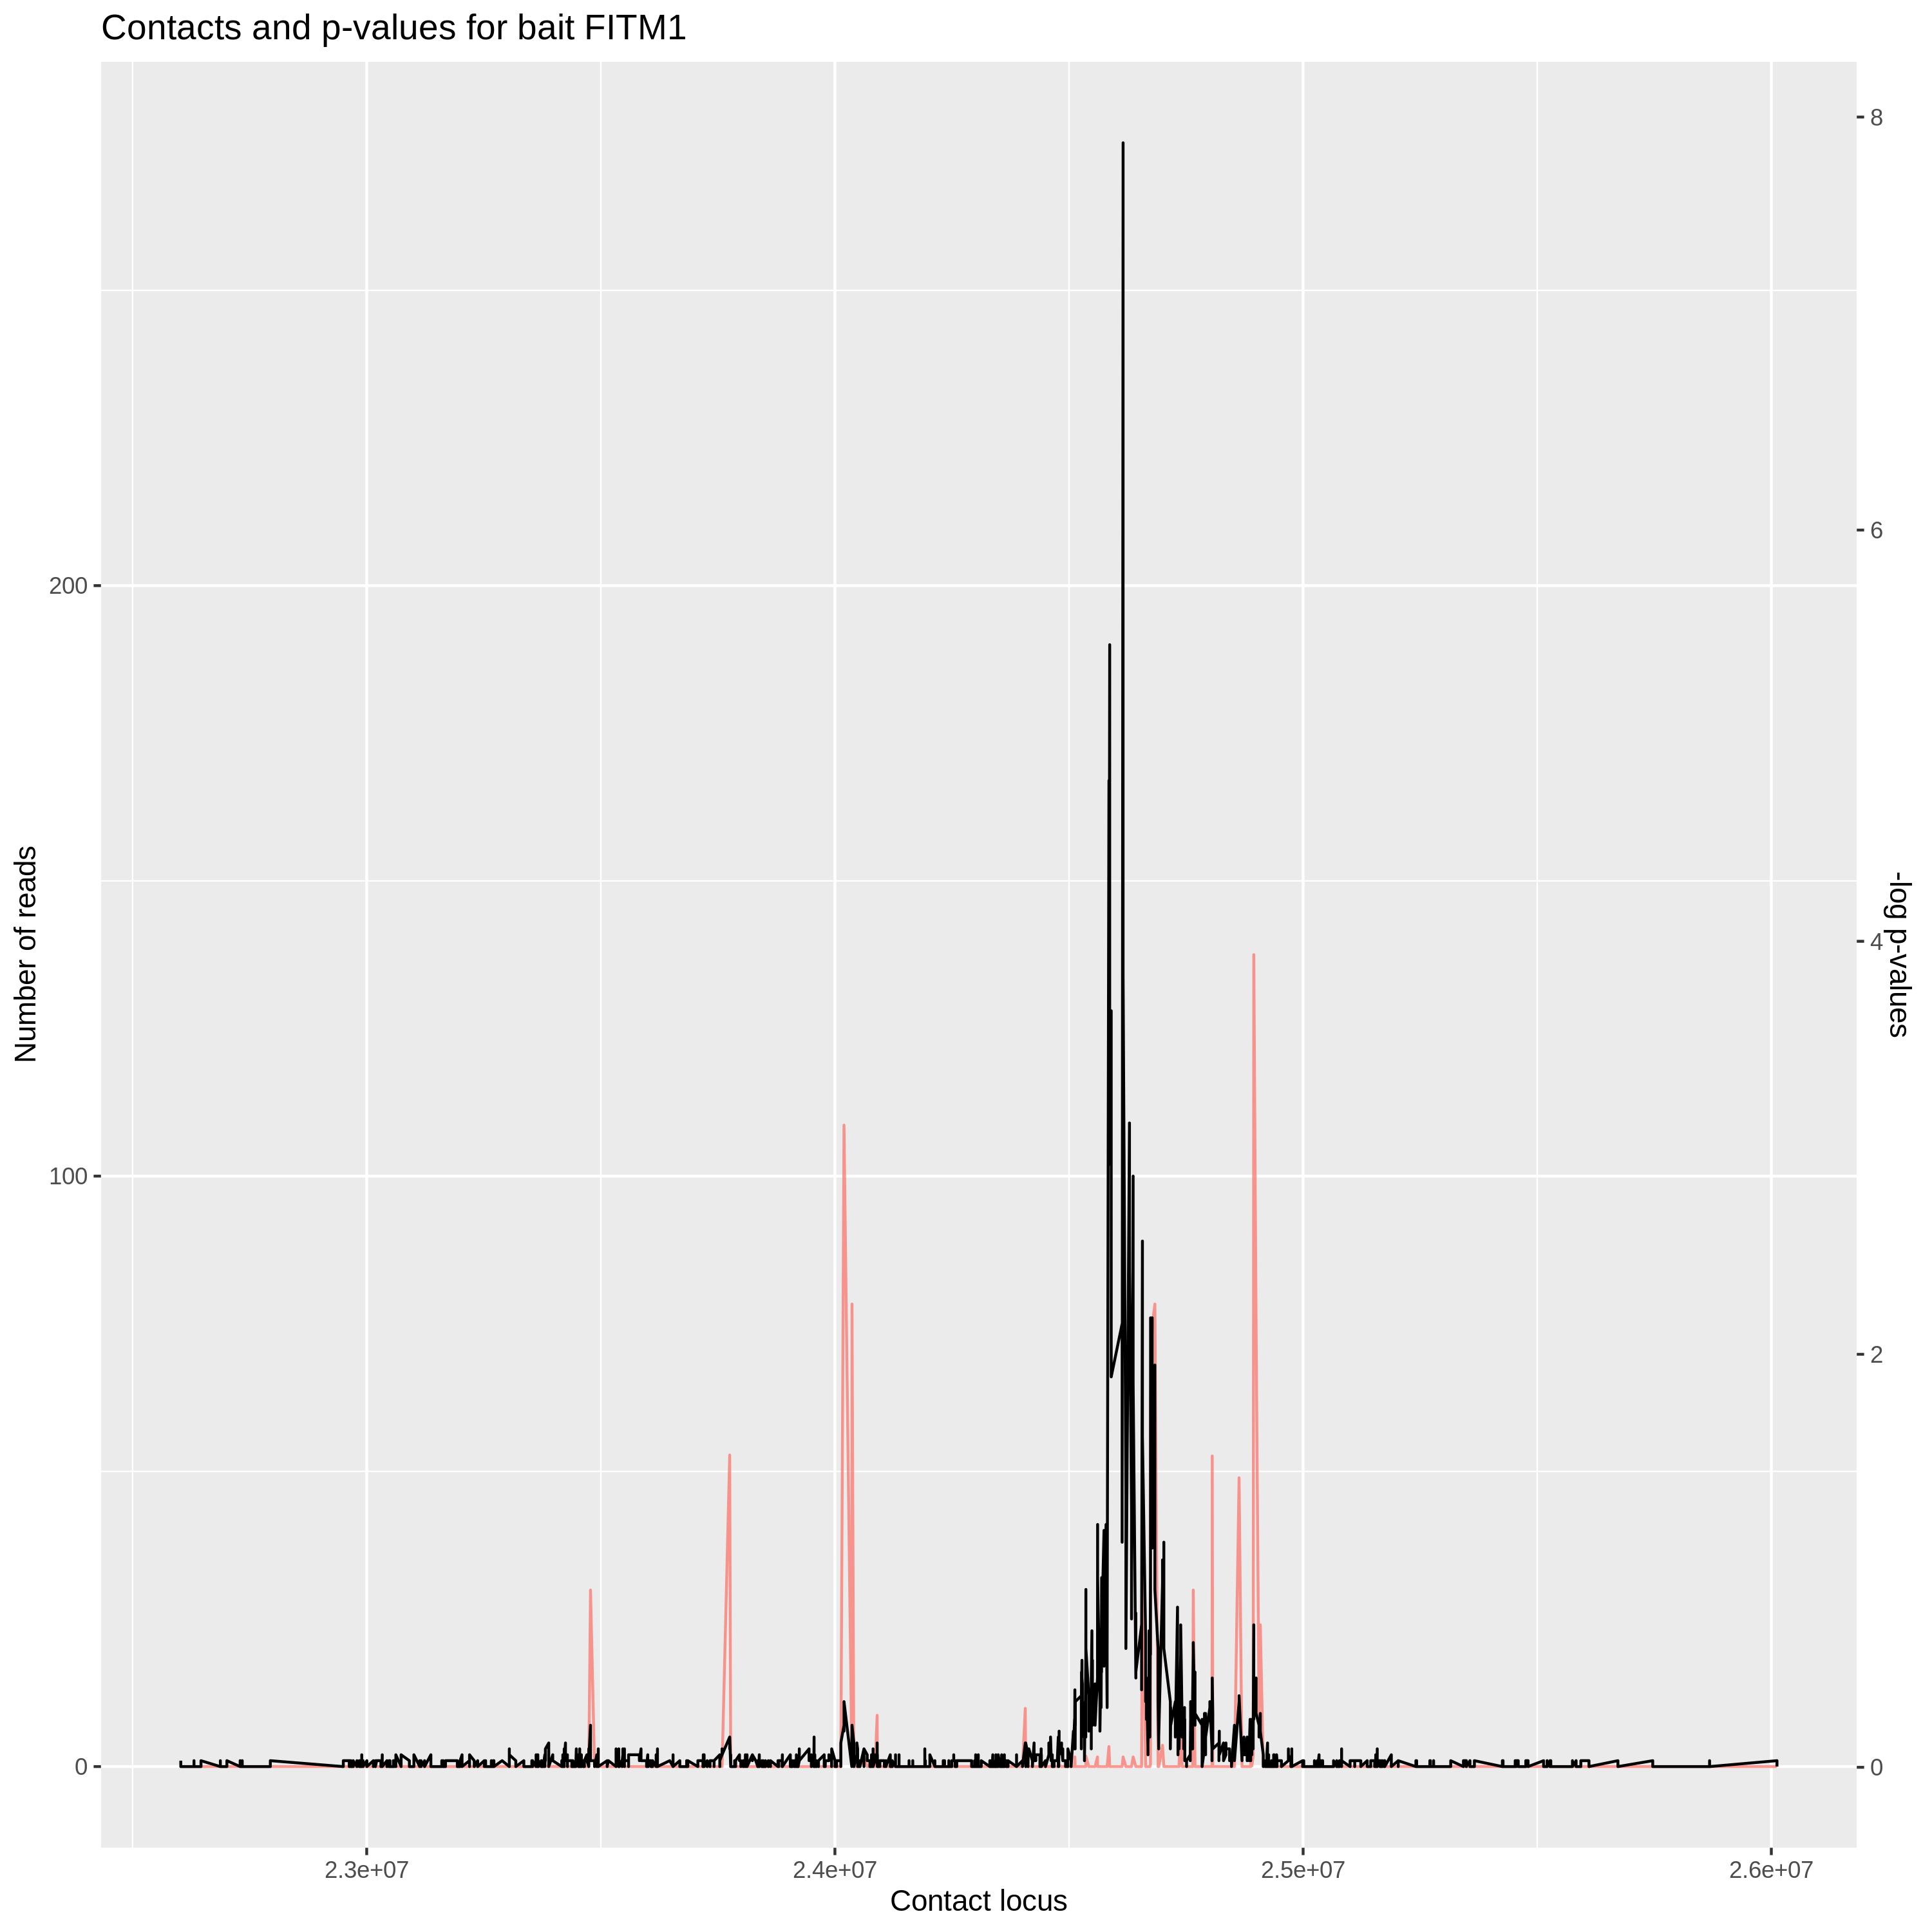 Contacts and p-values for bait FITM1
Number of reads
200
100
0
8
6
4
2
0
-log p-values
2.3e+07
2.4e+07
2.5e+07
2.6e+07
Contact locus